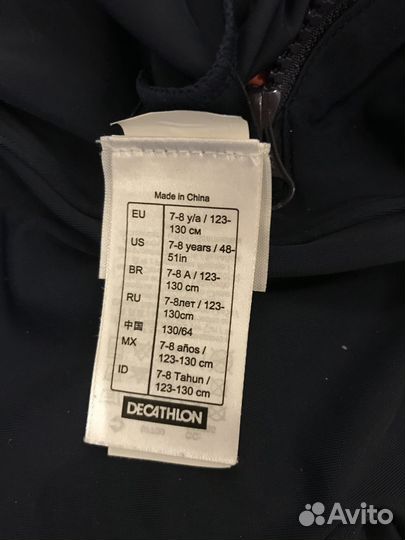 Made in China
EU 7-8 y/a / 123-
130 см
US 7-8 years / 48-
51in
BR 7-8 A / 123-
130 cm
RU 7-8лет / 123-
130cm
中国 130/64
MX 7-8 años /
123-130 cm
ID 7-8 Tahun /
123-130 cm
DECATHLON
Avito